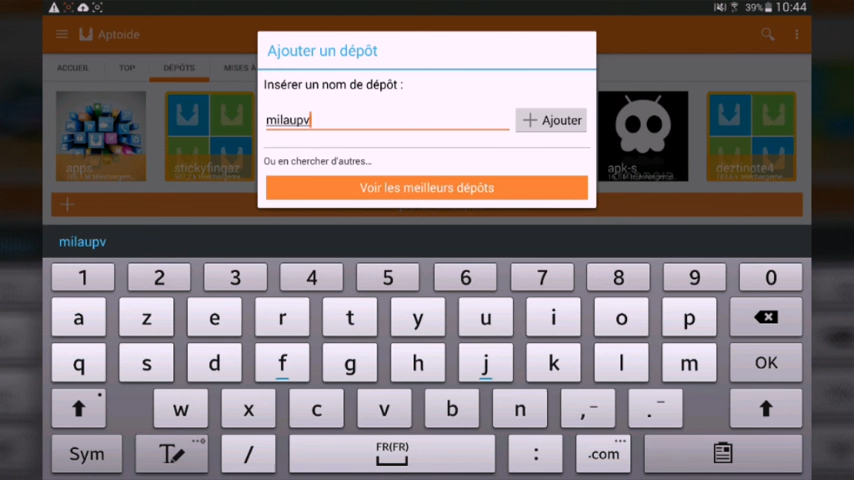 39% 10:44
Aptoide
ACCUEIL TOP DÉPÔTS MISES À
Ajouter un dépôt
Insérer un nom de dépôt :
milaupv
Ajouter
Ou en chercher d'autres...
Voir les meilleurs dépôts
apps
stickyfingaz
apk-s
deztinote4
milaupv
1 2 3 4 5 6 7 8 9 0
a z e r t y u i o p
q s d f g h j k l m OK
w x c v b n , - . -
Sym T / FR(FR) : .com